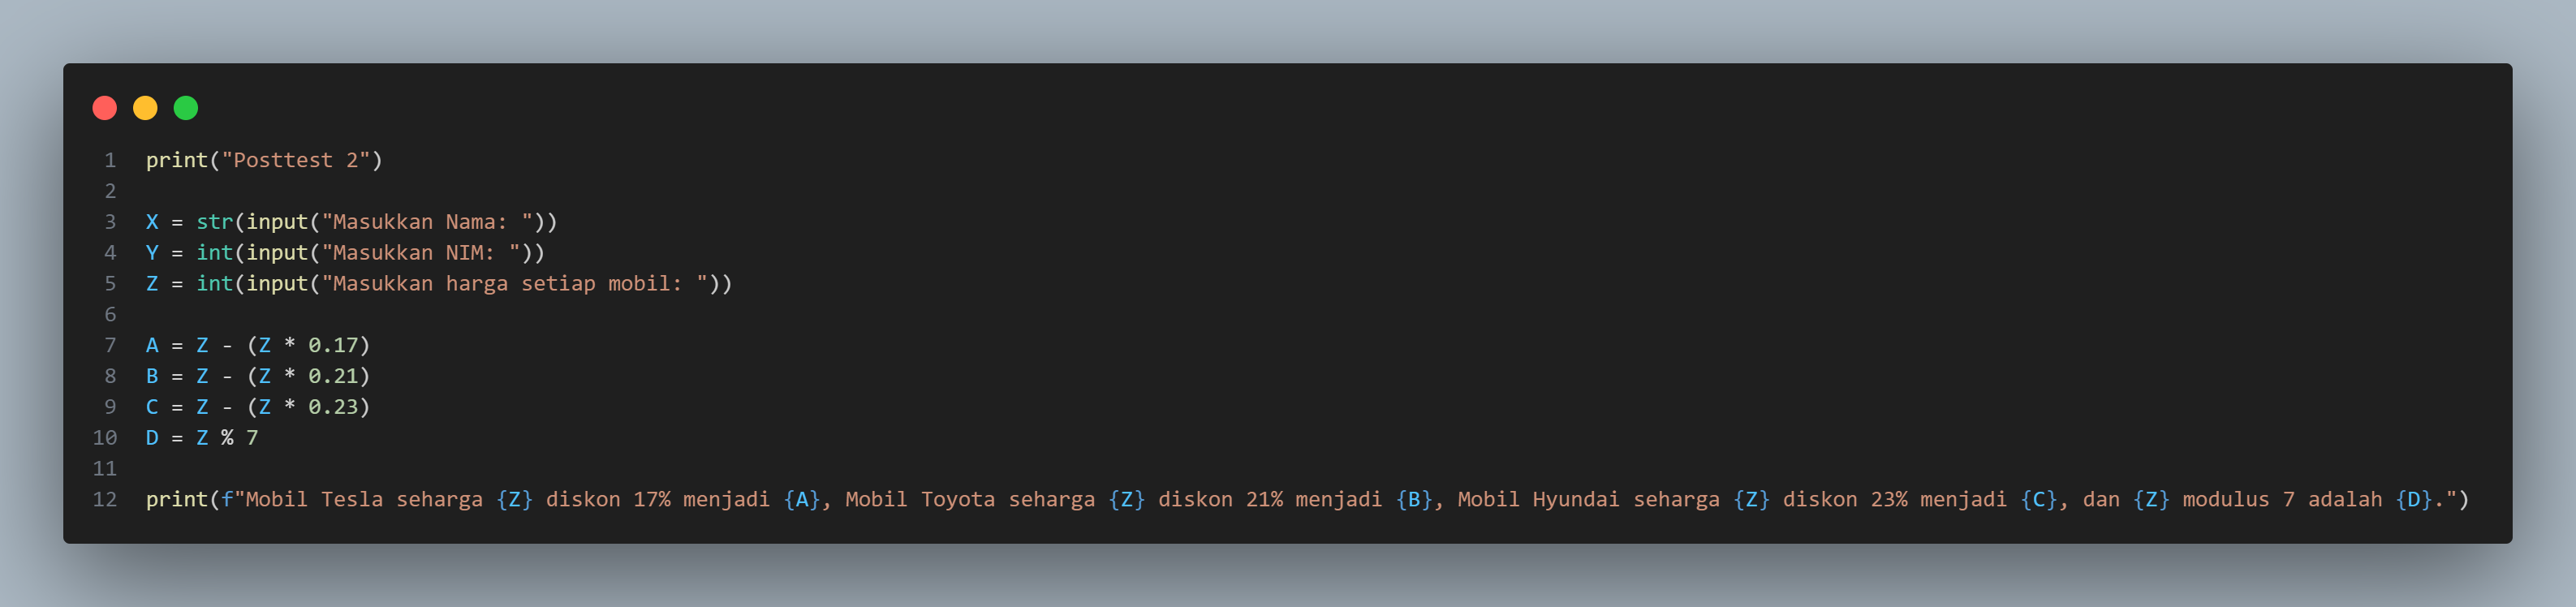 1 print("Posttest 2")
2
3 X = str(input("Masukkan Nama: "))
4 Y = int(input("Masukkan NIM: "))
5 Z = int(input("Masukkan harga setiap mobil: "))
6
7 A = Z - (Z * 0.17)
8 B = Z - (Z * 0.21)
9 C = Z - (Z * 0.23)
10 D = Z % 7
11
12 print(f"Mobil Tesla seharga {Z} diskon 17% menjadi {A}, Mobil Toyota seharga {Z} diskon 21% menjadi {B}, Mobil Hyundai seharga {Z} diskon 23% menjadi {C}, dan {Z} modulus 7 adalah {D}.")